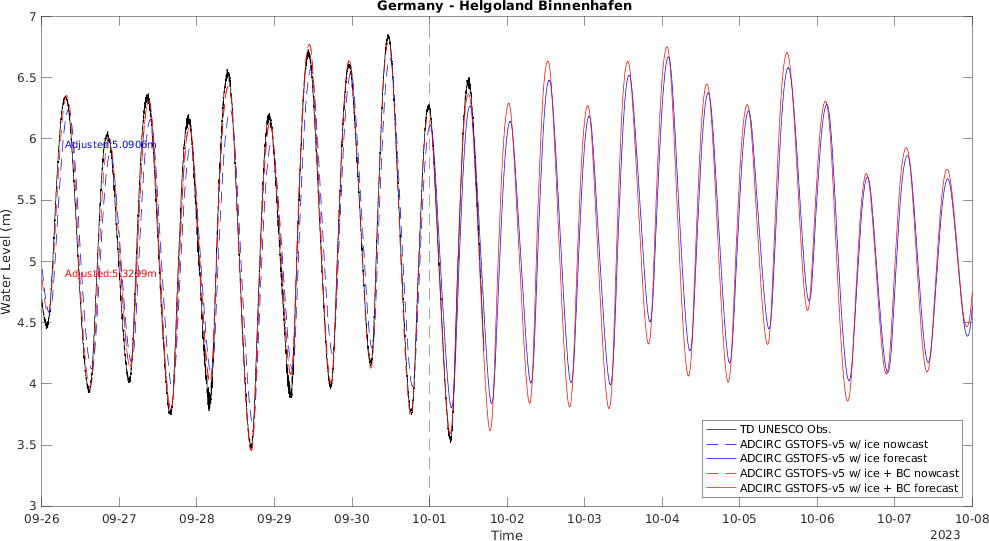 Germany - Helgoland Binnenhafen
7
6.5
6
5.5
5
4.5
4
3.5
3
Water Level (m)
Adjusted:5.0906m
Adjusted:5.3299m
TD UNESCO Obs.
ADCIRC GSTOFS-v5 w/ ice nowcast
ADCIRC GSTOFS-v5 w/ ice forecast
ADCIRC GSTOFS-v5 w/ ice + BC nowcast
ADCIRC GSTOFS-v5 w/ ice + BC forecast
09-26 09-27 09-28 09-29 09-30 10-01 10-02 10-03 10-04 10-05 10-06 10-07 10-08
Time
2023